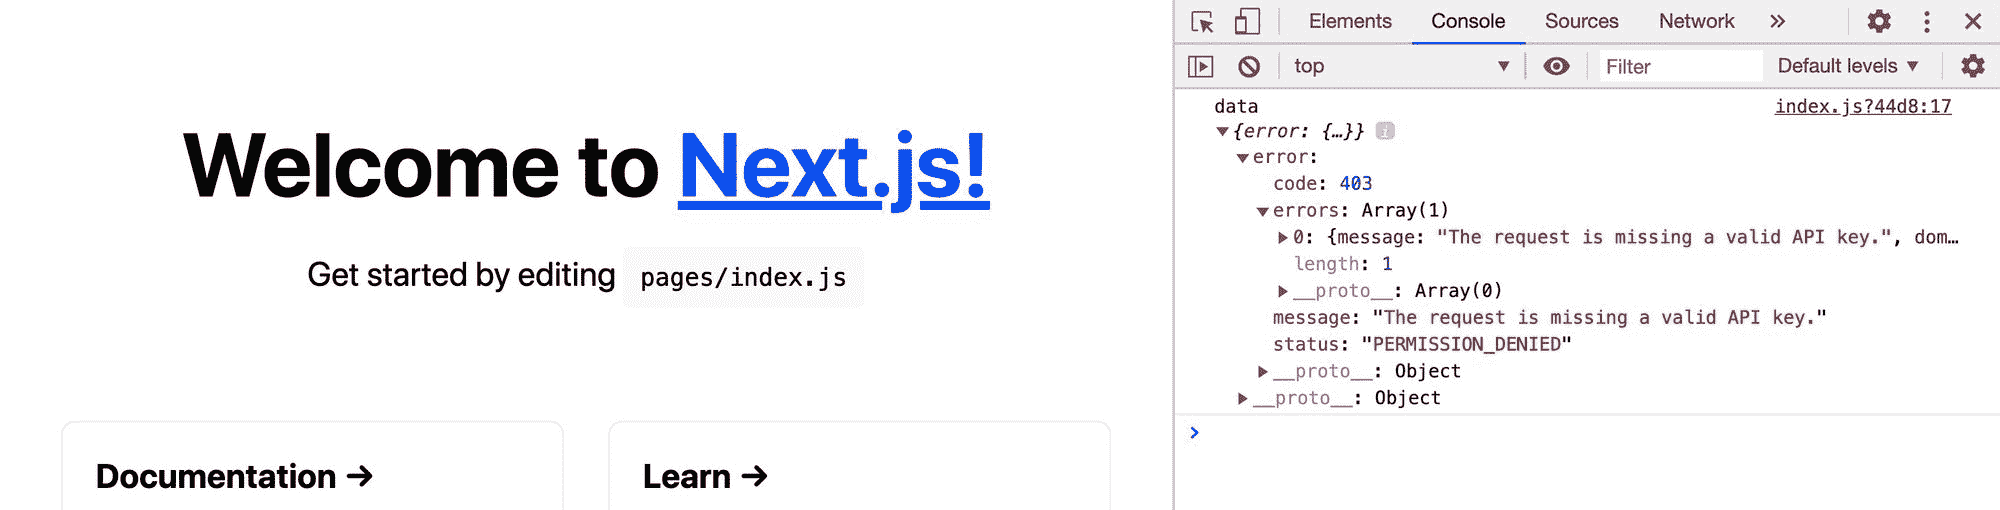 Welcome to Next.js!
Get started by editing pages/index.js
Documentation →
Learn →
Elements Console Sources Network »
top ▼ Filter Default levels ▼
data index.js?44d8:17
▼{error: {…}} i
▼error:
code: 403
▼errors: Array(1)
▶0: {message: "The request is missing a valid API key.", dom…
length: 1
▶__proto__: Array(0)
message: "The request is missing a valid API key."
status: "PERMISSION_DENIED"
▶__proto__: Object
▶__proto__: Object